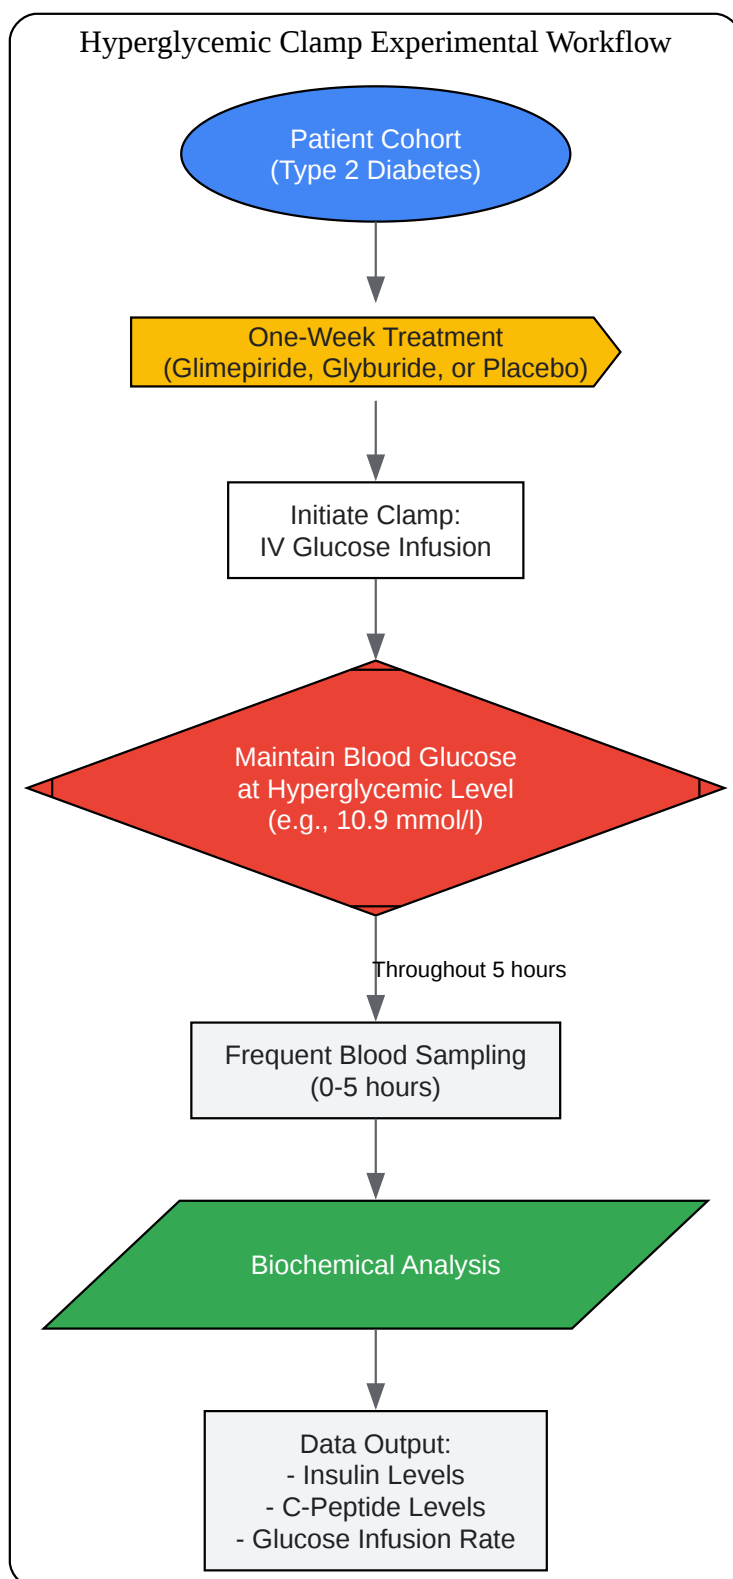 Hyperglycemic Clamp Experimental Workflow
Patient Cohort
(Type 2 Diabetes)
One-Week Treatment
(Glimepiride, Glyburide, or Placebo)
Initiate Clamp:
IV Glucose Infusion
Maintain Blood Glucose
at Hyperglycemic Level
(e.g., 10.9 mmol/l)
Throughout 5 hours
Frequent Blood Sampling
(0-5 hours)
Biochemical Analysis
Data Output:
- Insulin Levels
- C-Peptide Levels
- Glucose Infusion Rate